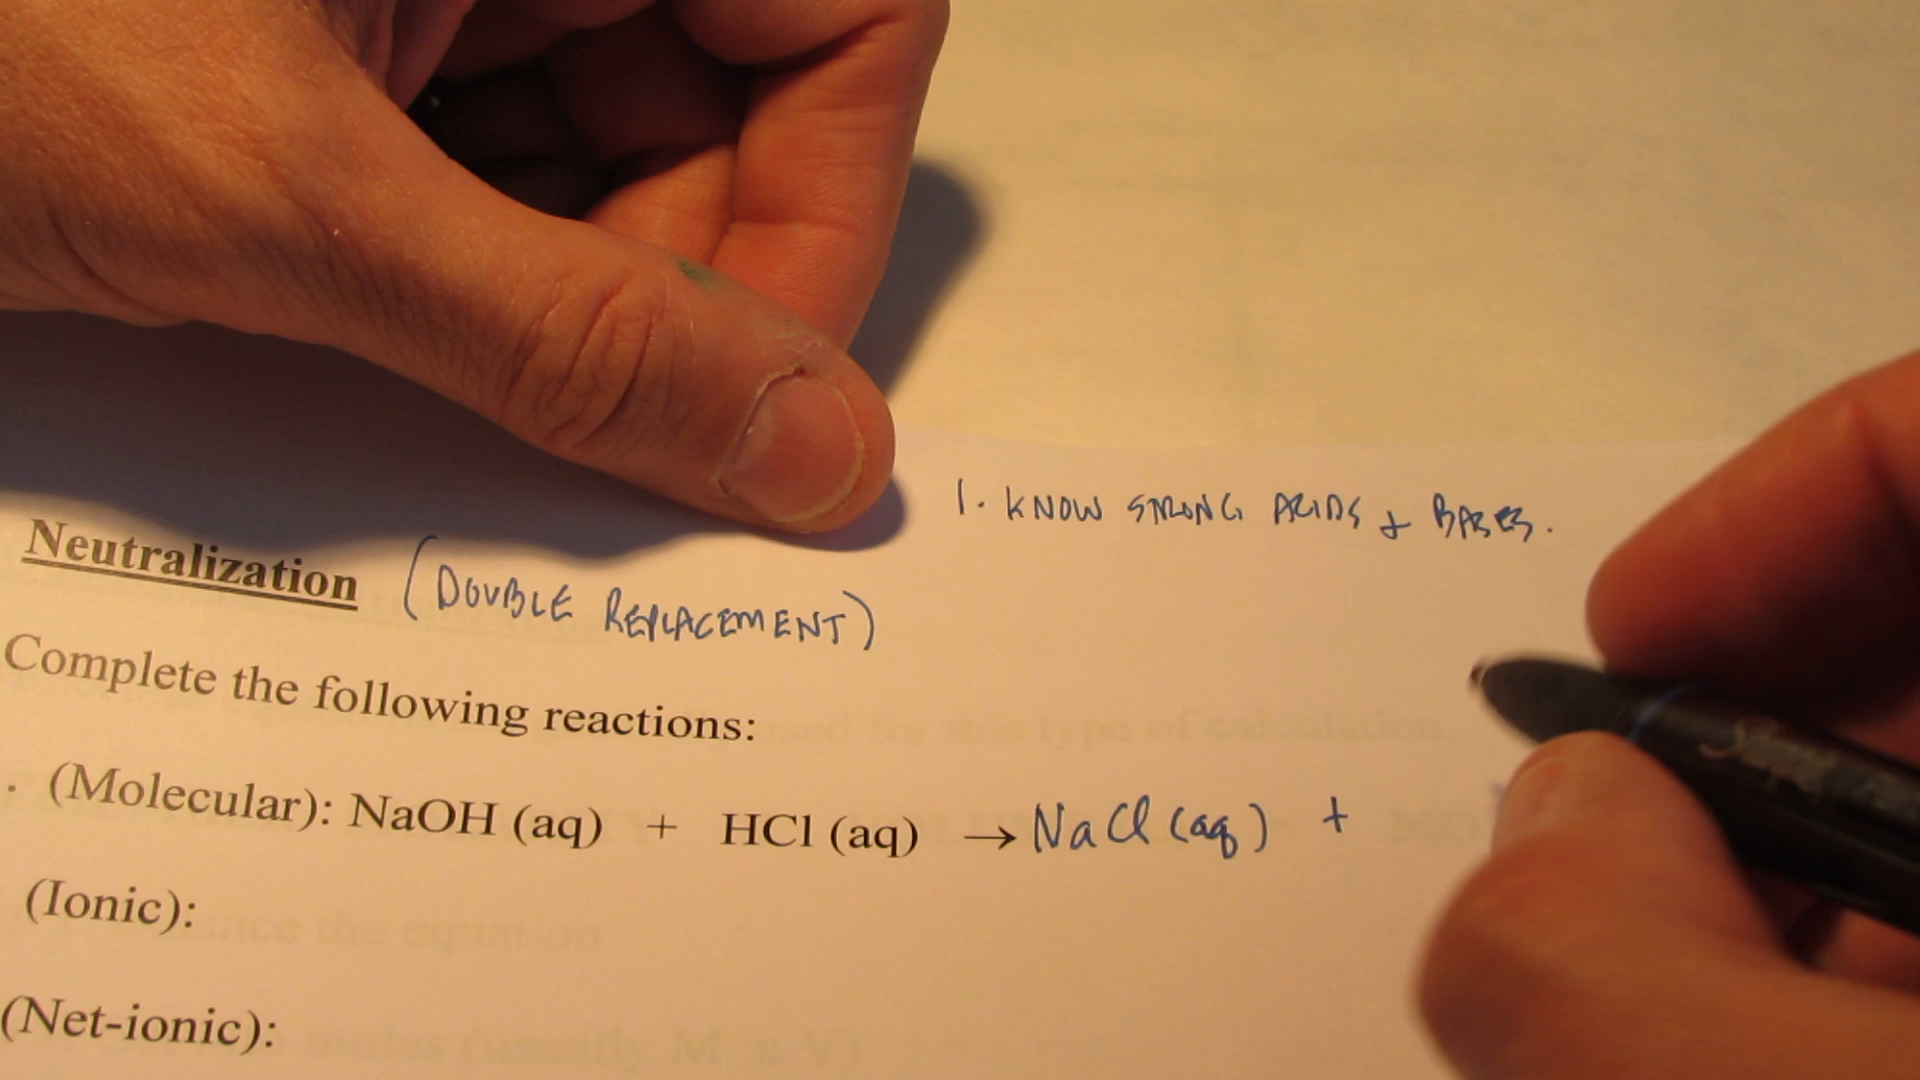 1. KNOW STRONG ACIDS + BASES.
Neutralization (DOUBLE REPLACEMENT)
Complete the following reactions:
. (Molecular): NaOH (aq) + HCl (aq) → NaCl (aq) +
(Ionic):
(Net-ionic):